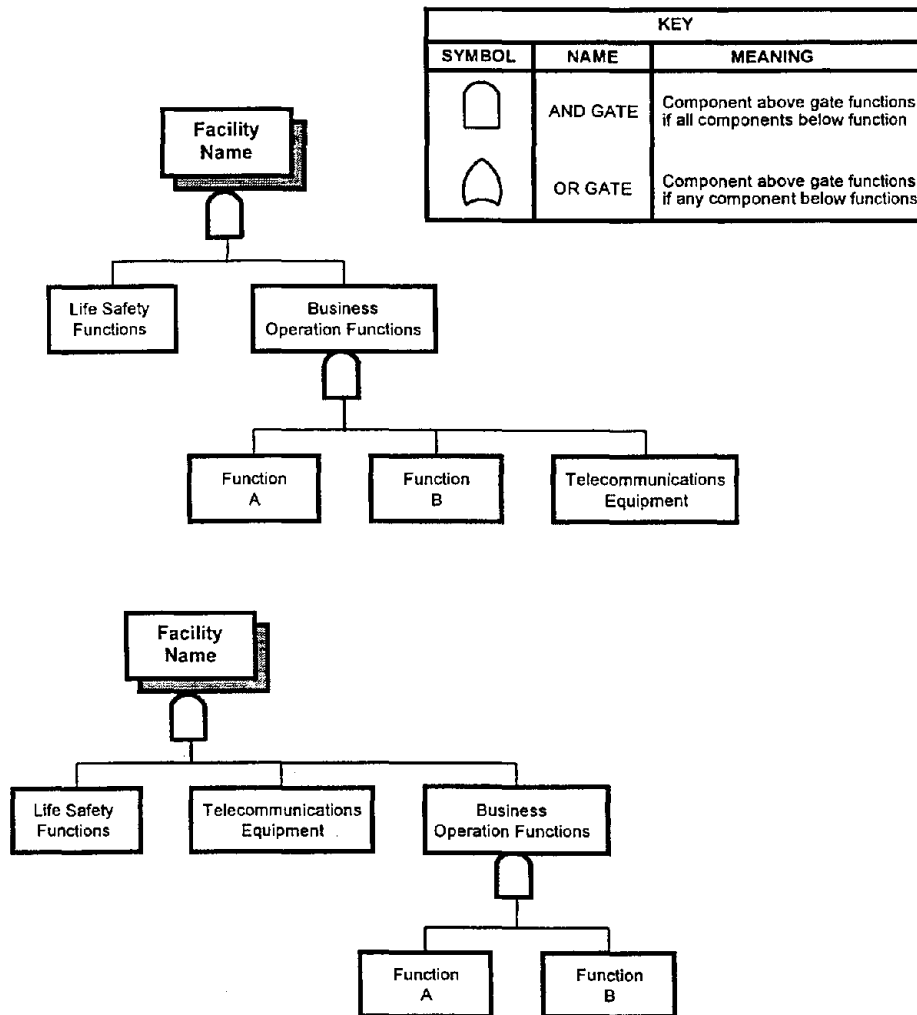 KEY
SYMBOL NAME MEANING
AND GATE
Component above gate functions
if all components below function
OR GATE
Component above gate functions
if any component below functions
Facility
Name
Life Safety
Functions
Business
Operation Functions
Function
A
Function
B
Telecommunications
Equipment
Facility
Name
Life Safety
Functions
Telecommunications
Equipment
Business
Operation Functions
Function
A
Function
B